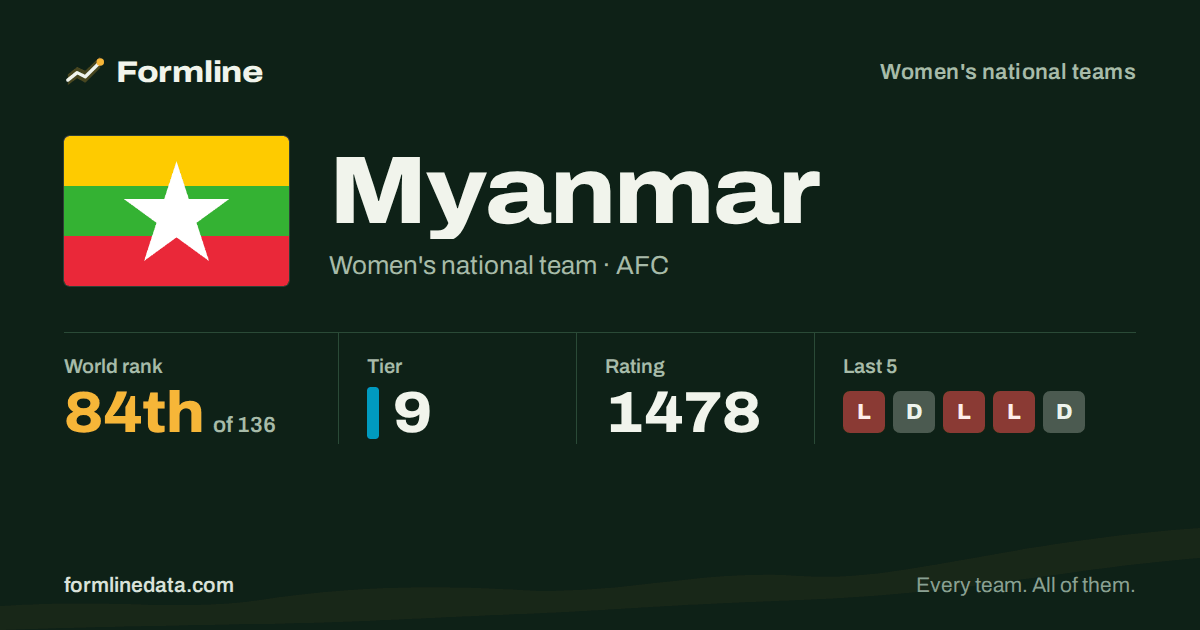 Formline
Women's national teams
Myanmar
Women's national team · AFC
World rank
84th of 136
Tier
9
Rating
1478
Last 5
L D L L D
formlinedata.com
Every team. All of them.